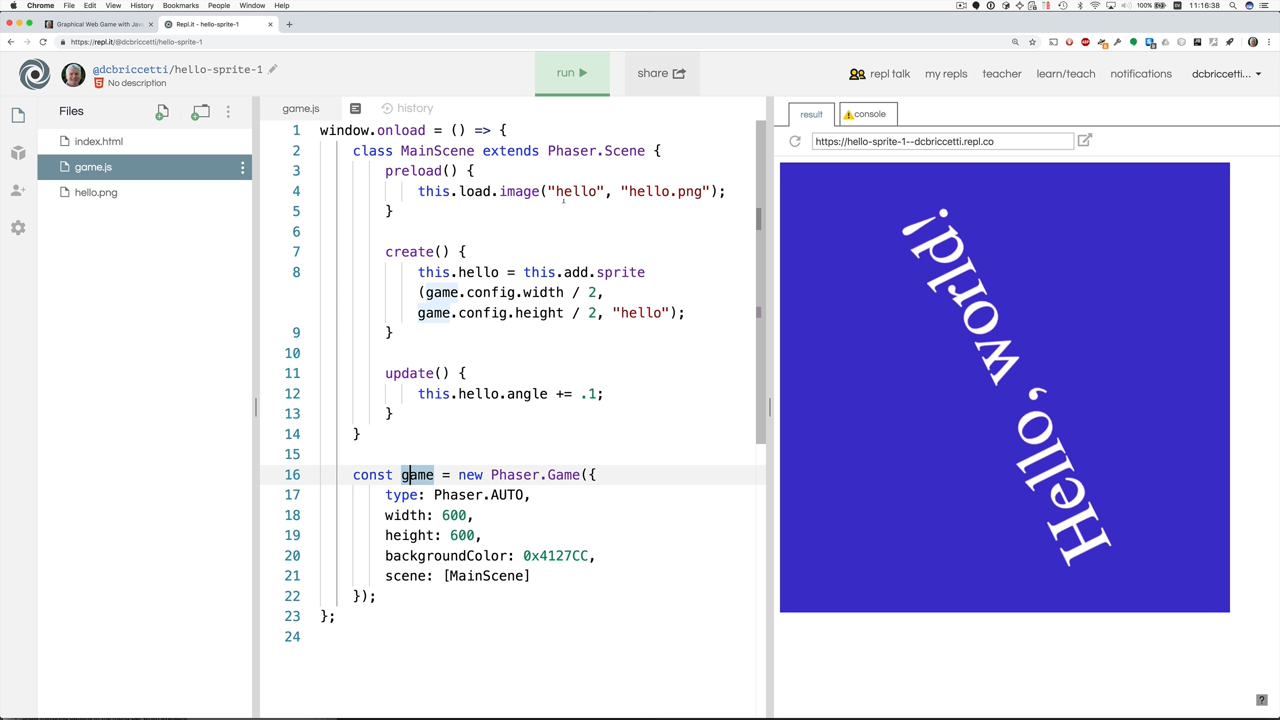 Chrome File Edit View History Bookmarks People Window Help
100% 11:16:38
Graphical Web Game with Jav
Repl.it - hello-sprite-1
https://repl.it/@dcbriccetti/hello-sprite-1
@dcbriccetti/hello-sprite-1
No description
run
share
repl talk
my repls
teacher
learn/teach
notifications
dcbriccetti...
Files
index.html
game.js
hello.png
game.js
history
1 window.onload = () => {
2 class MainScene extends Phaser.Scene {
3 preload() {
4 this.load.image("hello", "hello.png");
5 }
6
7 create() {
8 this.hello = this.add.sprite
(game.config.width / 2,
game.config.height / 2, "hello");
9 }
10
11 update() {
12 this.hello.angle += .1;
13 }
14 }
15
16 const game = new Phaser.Game({
17 type: Phaser.AUTO,
18 width: 600,
19 height: 600,
20 backgroundColor: 0x4127CC,
21 scene: [MainScene]
22 });
23 };
24
result
console
https://hello-sprite-1--dcbriccetti.repl.co
Hello, world!
?